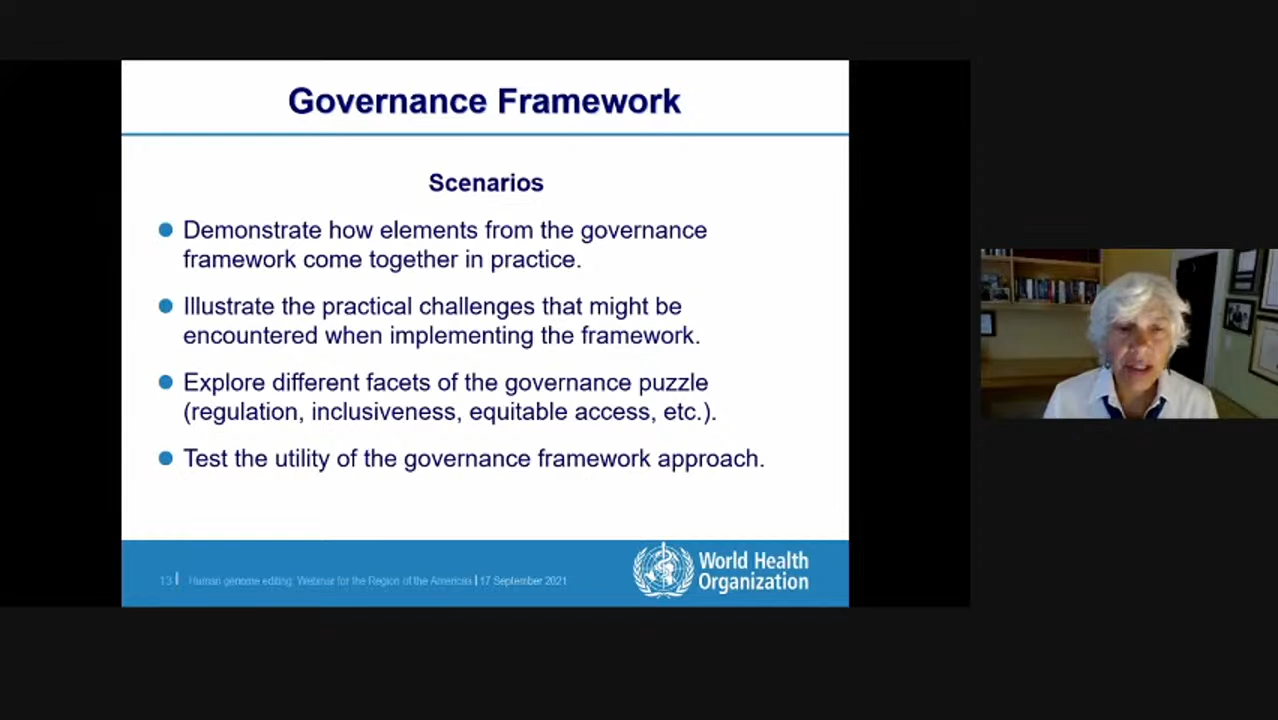 Governance Framework
Scenarios
Demonstrate how elements from the governance
framework come together in practice.
Illustrate the practical challenges that might be
encountered when implementing the framework.
Explore different facets of the governance puzzle
(regulation, inclusiveness, equitable access, etc.).
Test the utility of the governance framework approach.
13 | Human genome editing: Webinar for the Region of the Americas | 17 September 2021
World Health
Organization